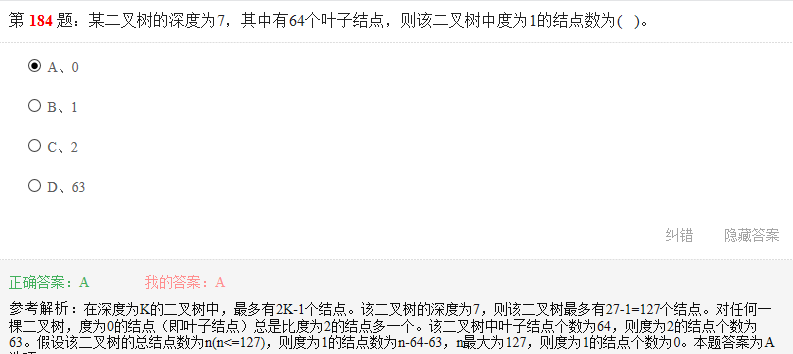 第 184 题：某二叉树的深度为7，其中有64个叶子结点，则该二叉树中度为1的结点数为( )。
A、0
B、1
C、2
D、63
纠错 隐藏答案
正确答案：A 我的答案：A
参考解析：在深度为K的二叉树中，最多有2K-1个结点。该二叉树的深度为7，则该二叉树最多有27-1=127个结点。对任何一
棵二叉树，度为0的结点（即叶子结点）总是比度为2的结点多一个。该二叉树中叶子结点个数为64，则度为2的结点个数为
63。假设该二叉树的总结点数为n(n<=127)，则度为1的结点数为n-64-63，n最大为127，则度为1的结点个数为0。本题答案为A